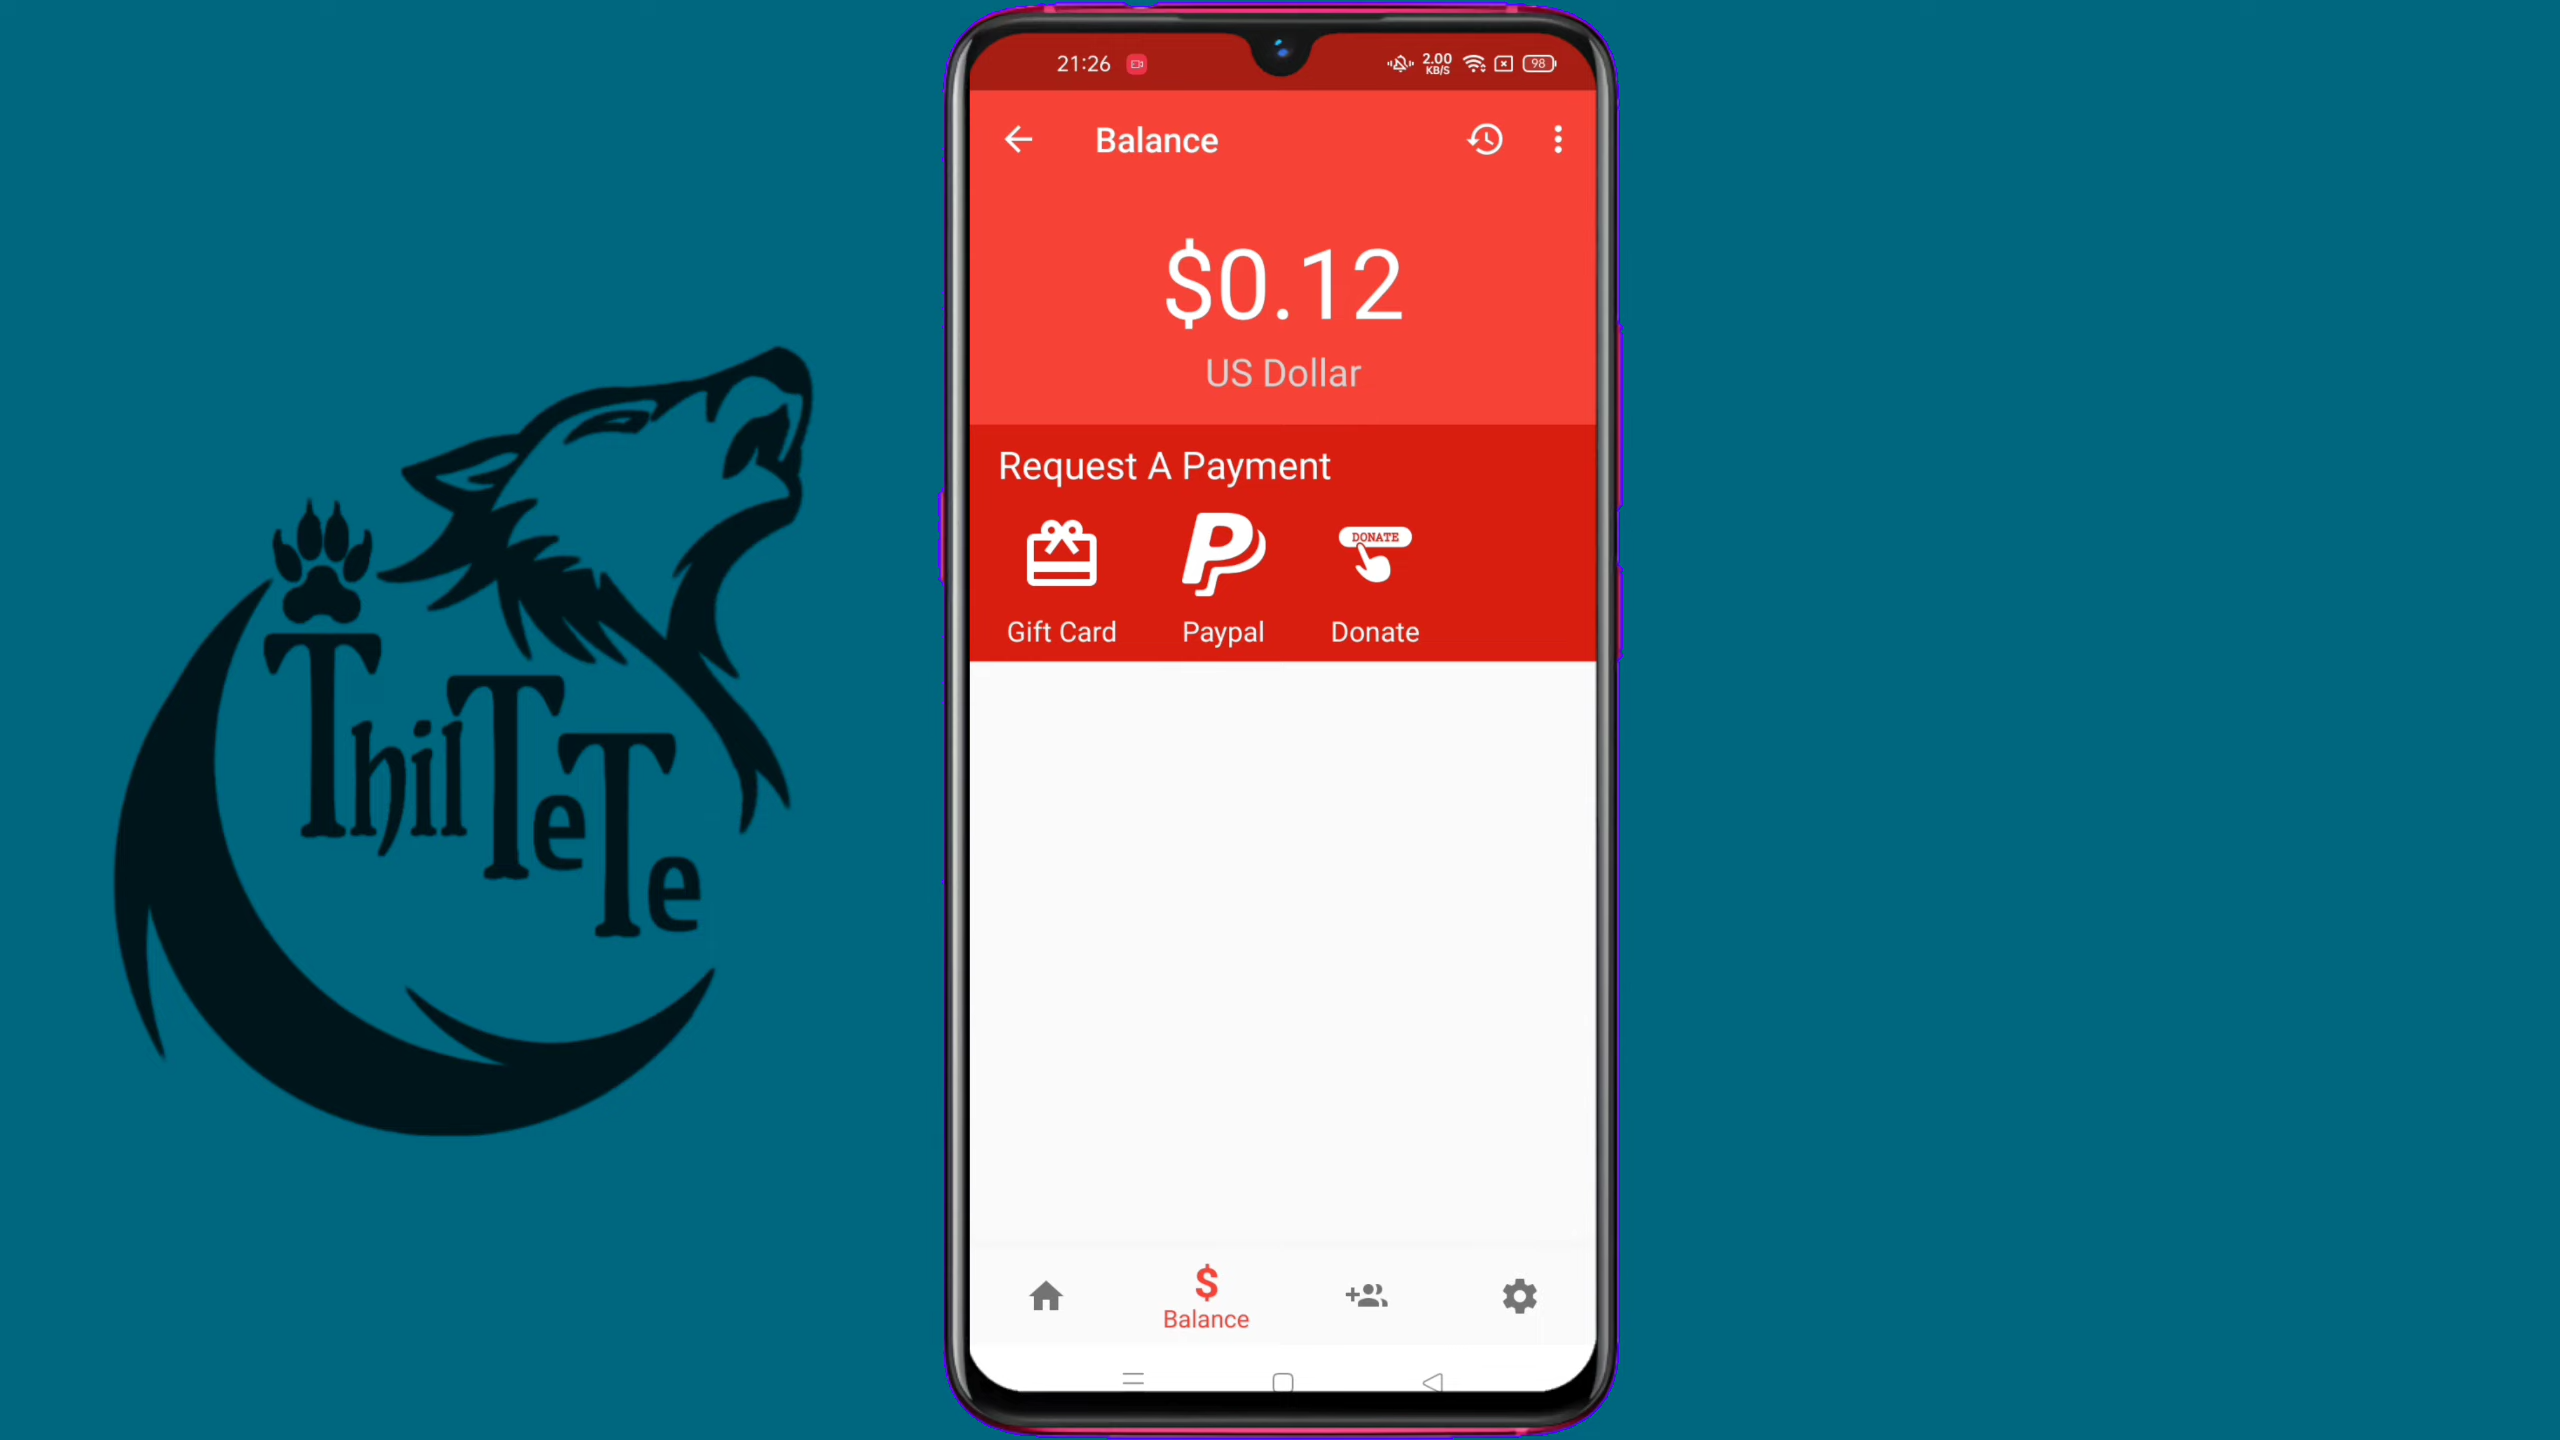 21:26
2.00
KB/S
98
Balance
$0.12
US Dollar
Request A Payment
DONATE
Gift Card
Paypal
Donate
ThilTeTe
$
Balance